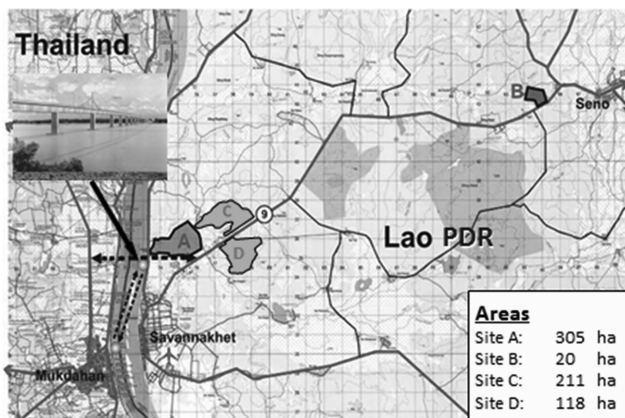 Thailand
B
Seno
C
9
A
D
Lao PDR
Savannakhet
Mukdahan
Areas
Site A: 305 ha
Site B: 20 ha
Site C: 211 ha
Site D: 118 ha